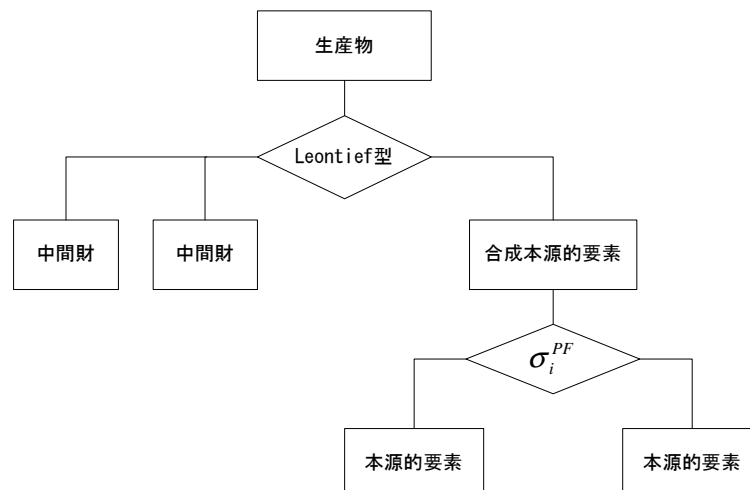 生産物
Leontief型
中間財
中間財
合成本源的要素
σ_i^{PF}
本源的要素
本源的要素